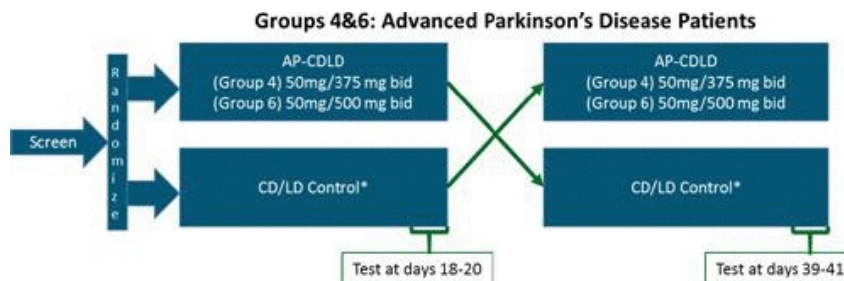 Groups 4&6: Advanced Parkinson's Disease Patients
Screen
Randomize
AP-CDLD
(Group 4) 50mg/375 mg bid
(Group 6) 50mg/500 mg bid
CD/LD Control*
Test at days 18-20
AP-CDLD
(Group 4) 50mg/375 mg bid
(Group 6) 50mg/500 mg bid
CD/LD Control*
Test at days 39-41